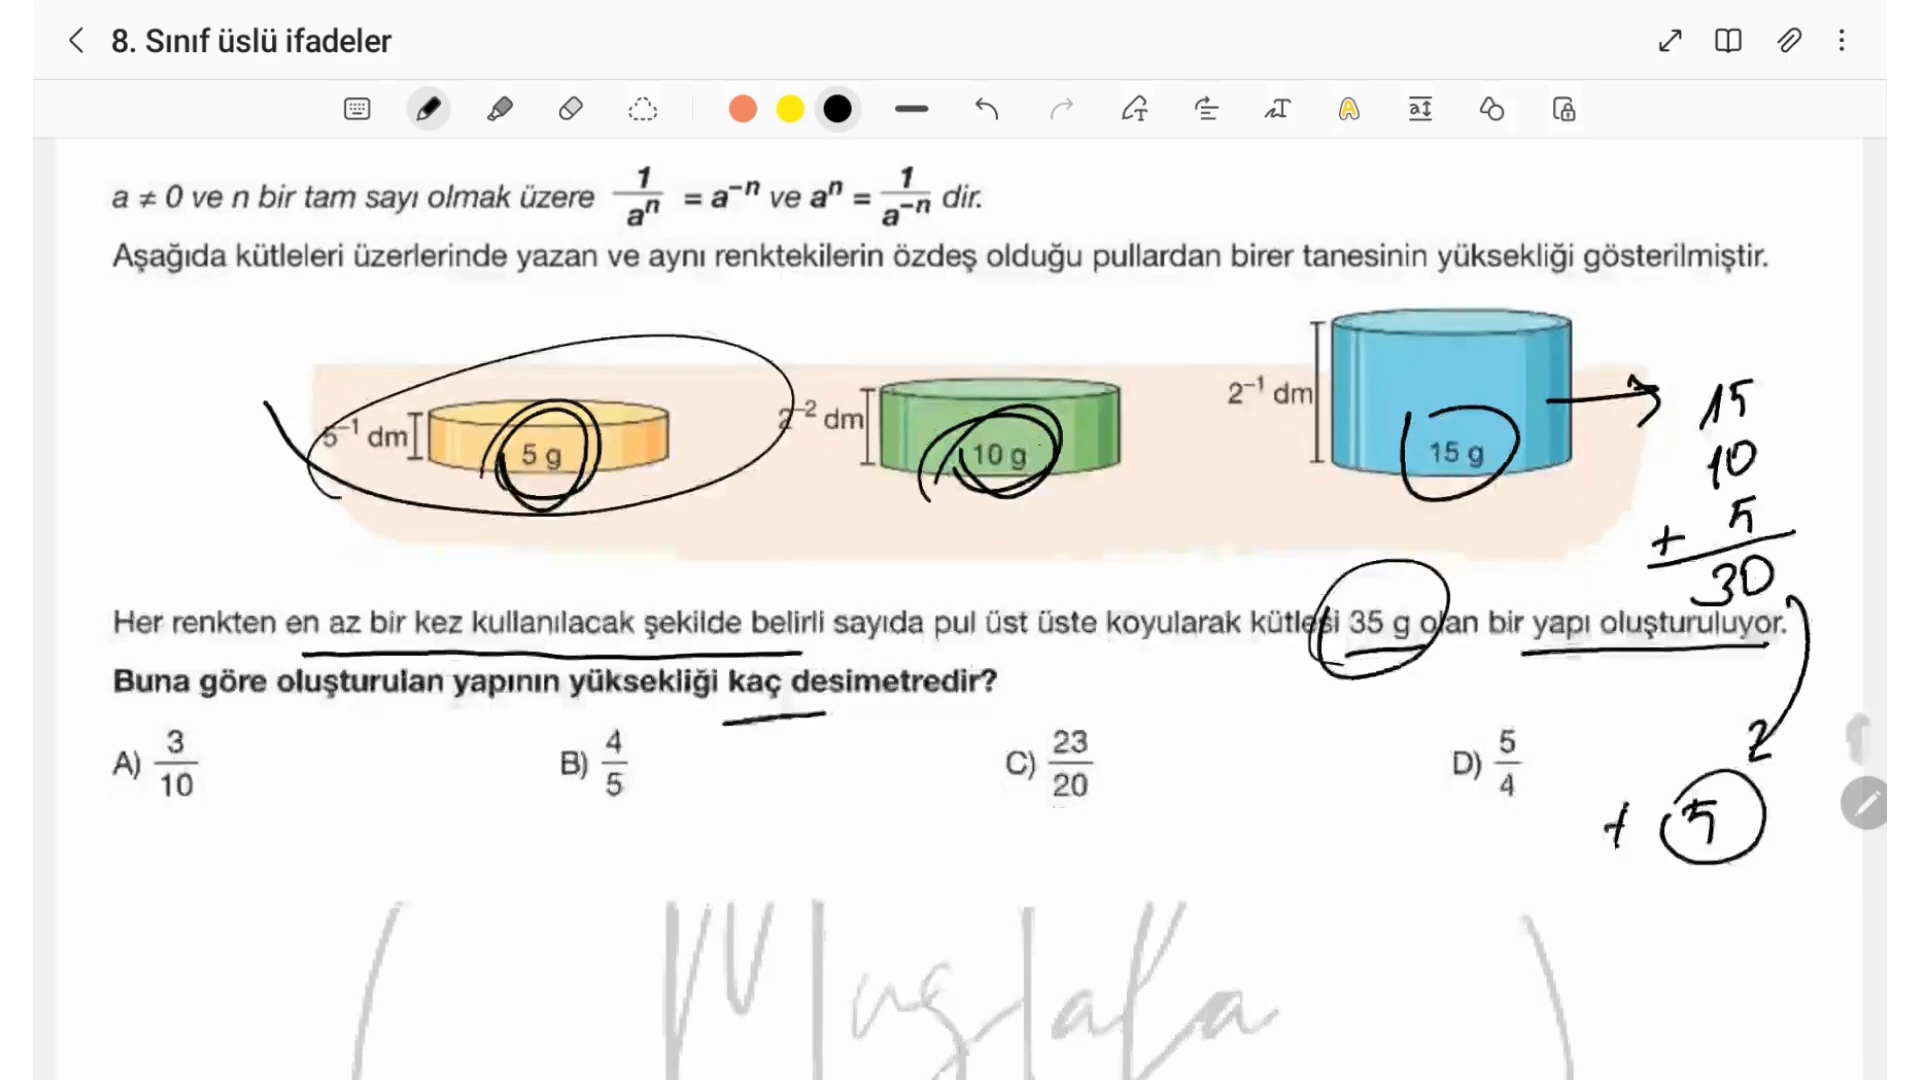 8. Sınıf üslü ifadeler
a ≠ 0 ve n bir tam sayı olmak üzere 1/aⁿ = a⁻ⁿ ve aⁿ = 1/a⁻ⁿ dir.
Aşağıda kütleleri üzerlerinde yazan ve aynı renktekilerin özdeş olduğu pullardan birer tanesinin yüksekliği gösterilmiştir.
5⁻¹ dm 5 g
2⁻² dm 10 g
2⁻¹ dm 15 g
15
10
+ 5
30
Her renkten en az bir kez kullanılacak şekilde belirli sayıda pul üst üste koyularak kütlesi 35 g olan bir yapı oluşturuluyor.
Buna göre oluşturulan yapının yüksekliği kaç desimetredir?
A) 3/10 B) 4/5 C) 23/20 D) 5/4
+ 5
Mustafa